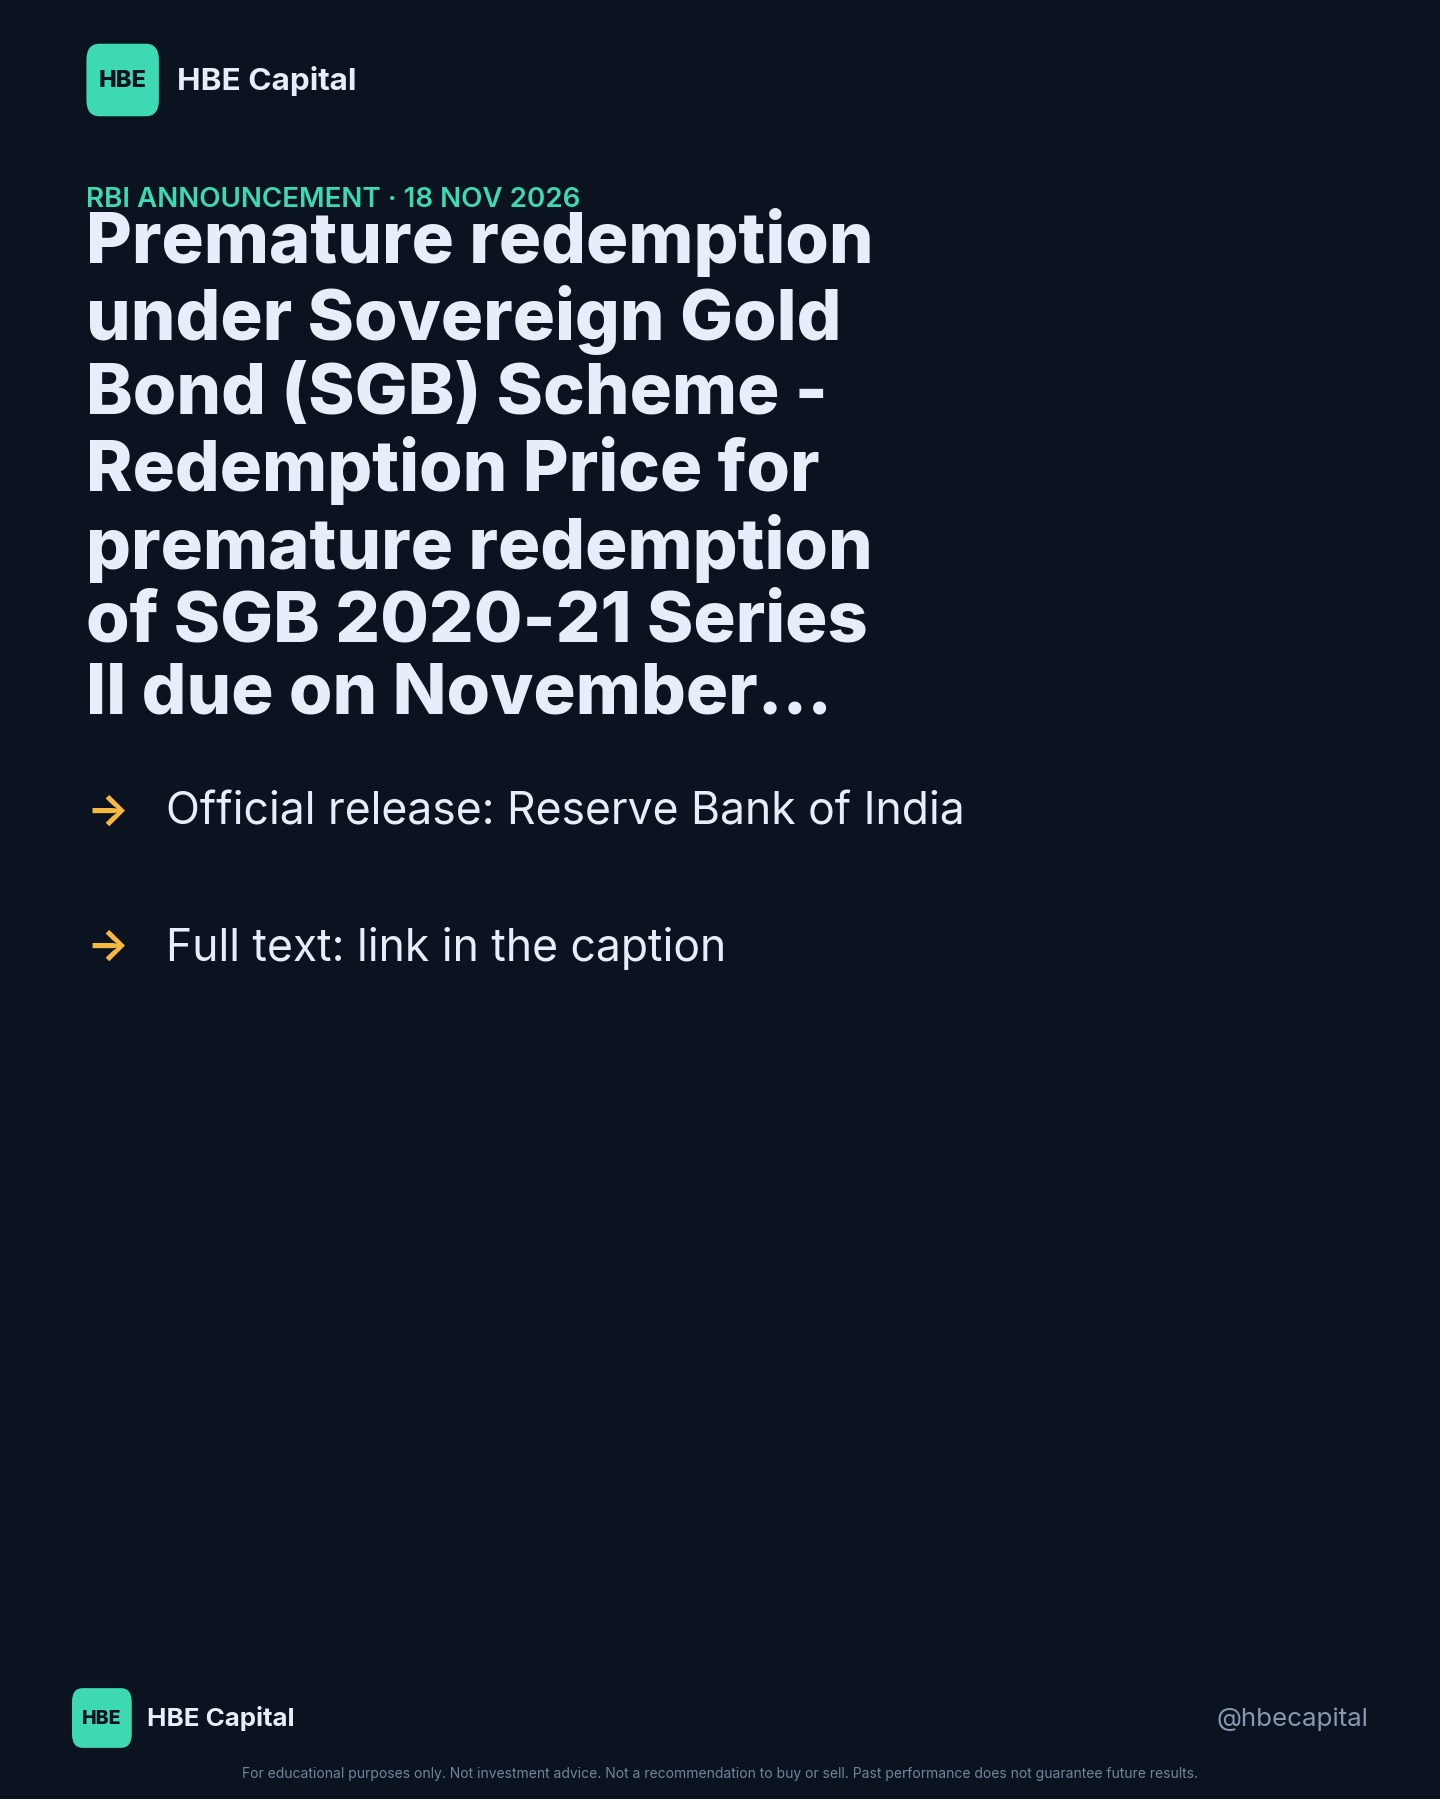 HBE
HBE Capital
RBI ANNOUNCEMENT · 18 NOV 2026
Premature redemption
under Sovereign Gold
Bond (SGB) Scheme -
Redemption Price for
premature redemption
of SGB 2020-21 Series
II due on November…
→ Official release: Reserve Bank of India
→ Full text: link in the caption
HBE
HBE Capital
@hbecapital
For educational purposes only. Not investment advice. Not a recommendation to buy or sell. Past performance does not guarantee future results.